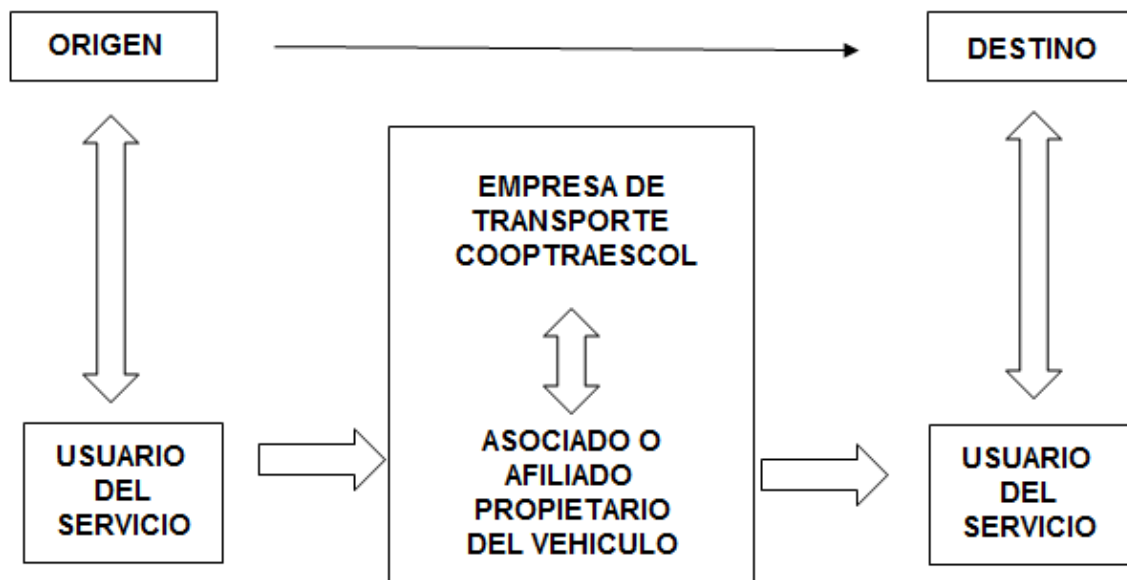 ORIGEN
DESTINO
EMPRESA DE
TRANSPORTE
COOPTRAESCOL
USUARIO
DEL
SERVICIO
ASOCIADO O
AFILIADO
PROPIETARIO
DEL VEHICULO
USUARIO
DEL
SERVICIO